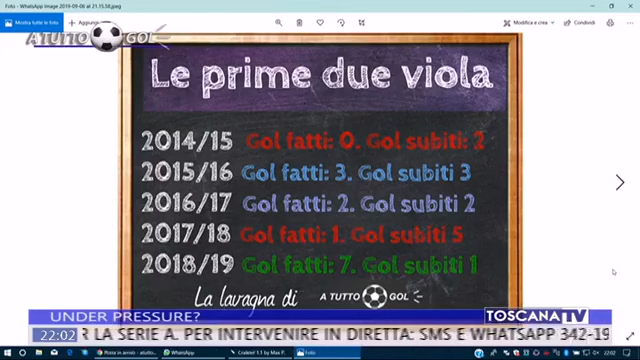 Foto - WhatsApp Image 2019-09-06 at 21.15.58.jpeg
Mostra tutte le foto
Aggiungi
Modifica e crea
Condividi
A TUTTO GOL
Le prime due viola
2014/15 Gol fatti: 0. Gol subiti: 2
2015/16 Gol fatti: 3. Gol subiti 3
2016/17 Gol fatti: 2. Gol subiti 2
2017/18 Gol fatti: 1. Gol subiti 5
2018/19 Gol fatti: 7. Gol subiti 1
La lavagna di A TUTTO GOL
UNDER PRESSURE?
TOSCANA TV
22:02 R LA SERIE A. PER INTERVENIRE IN DIRETTA: SMS E WHATSAPP 342-19
Posta in arrivo - atutto...
WhatsApp
Foto
22:02